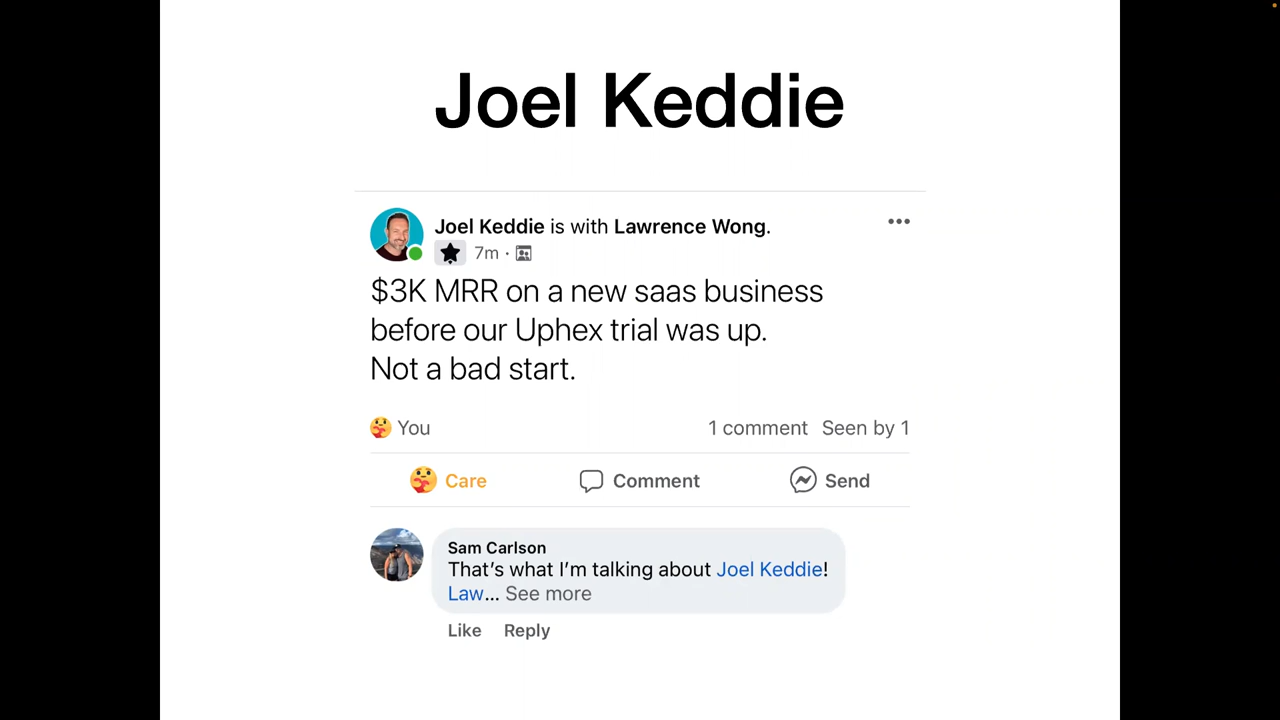 Joel Keddie
Joel Keddie is with Lawrence Wong.
7m ·
$3K MRR on a new saas business
before our Uphex trial was up.
Not a bad start.
You 1 comment Seen by 1
Care Comment Send
Sam Carlson
That's what I'm talking about Joel Keddie!
Law... See more
Like Reply